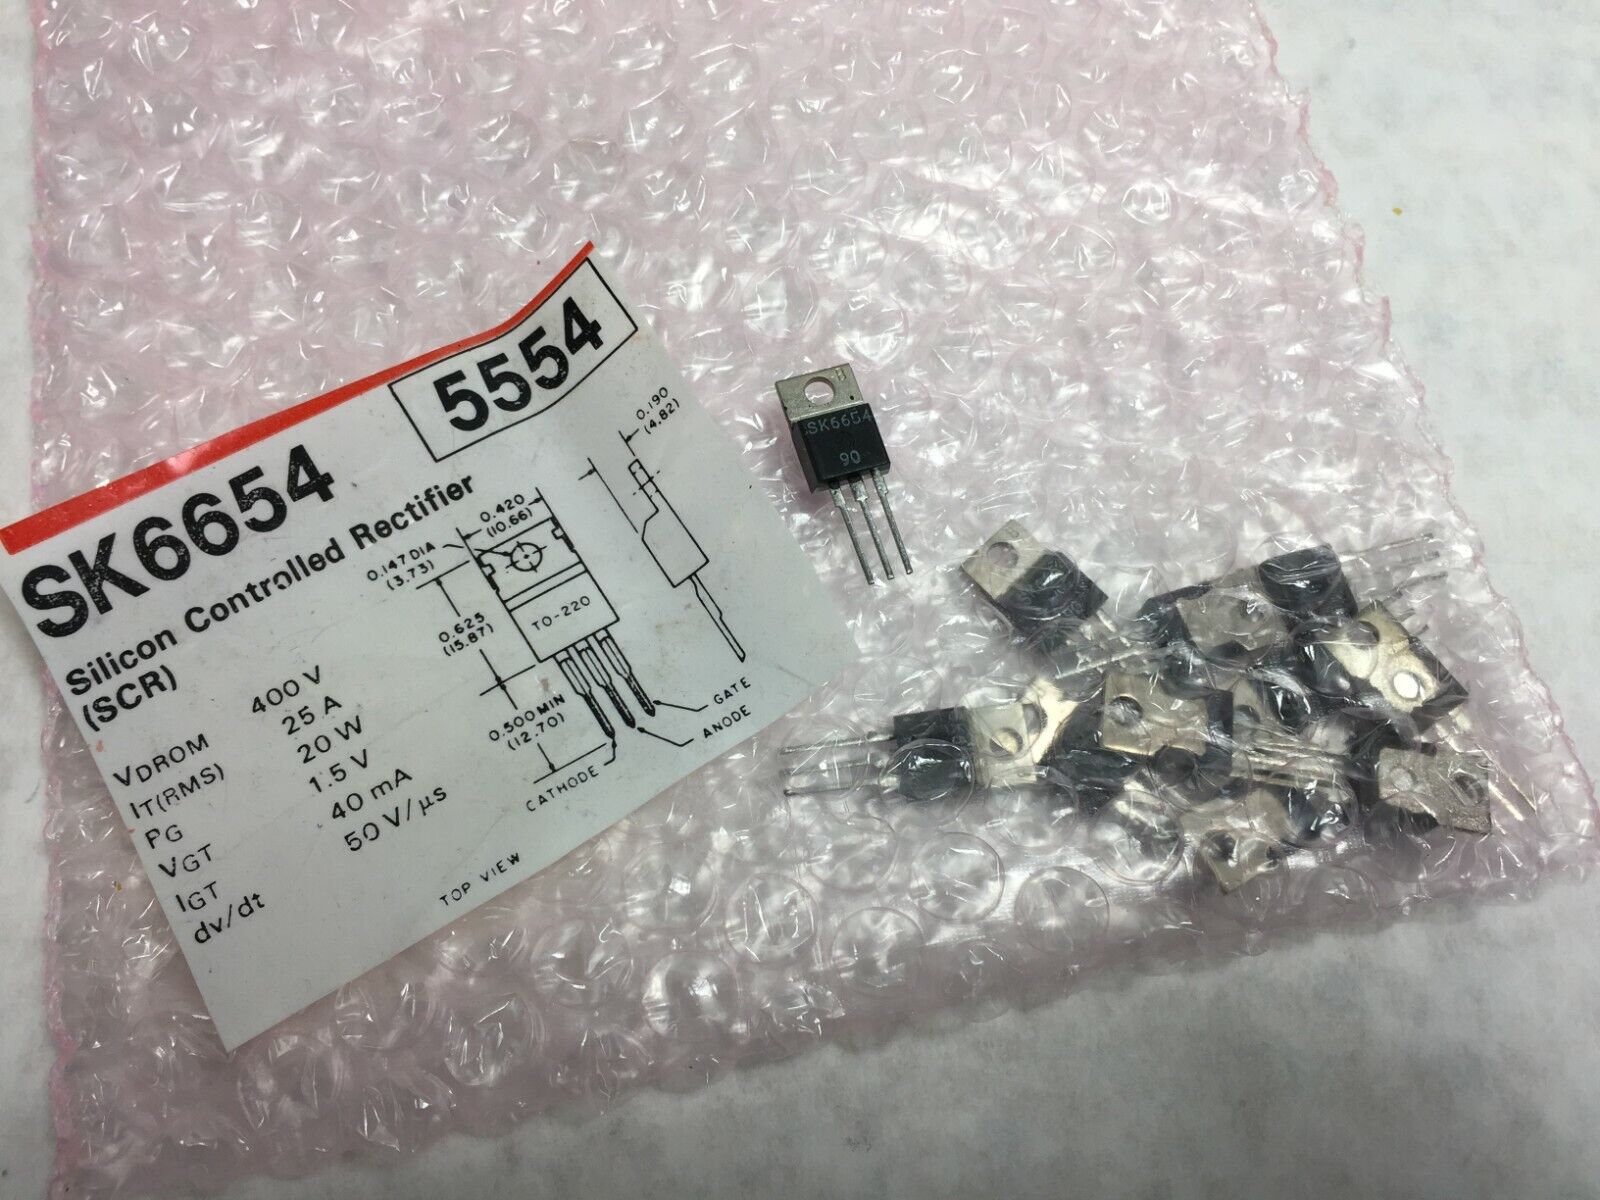 5554
SK6654
Silicon Controlled Rectifier
(SCR)
VDROM 400 V
IT(RMS) 25 A
PG 20 W
VGT 1.5 V
IGT 40 mA
dv/dt 50 V/μs
0.190
(4.82)
0.420
(10.66)
0.147 DIA
(3.73)
0.625
(15.87)
TO-220
0.500 MIN
(12.70)
GATE
ANODE
CATHODE
TOP VIEW
SK6654
90